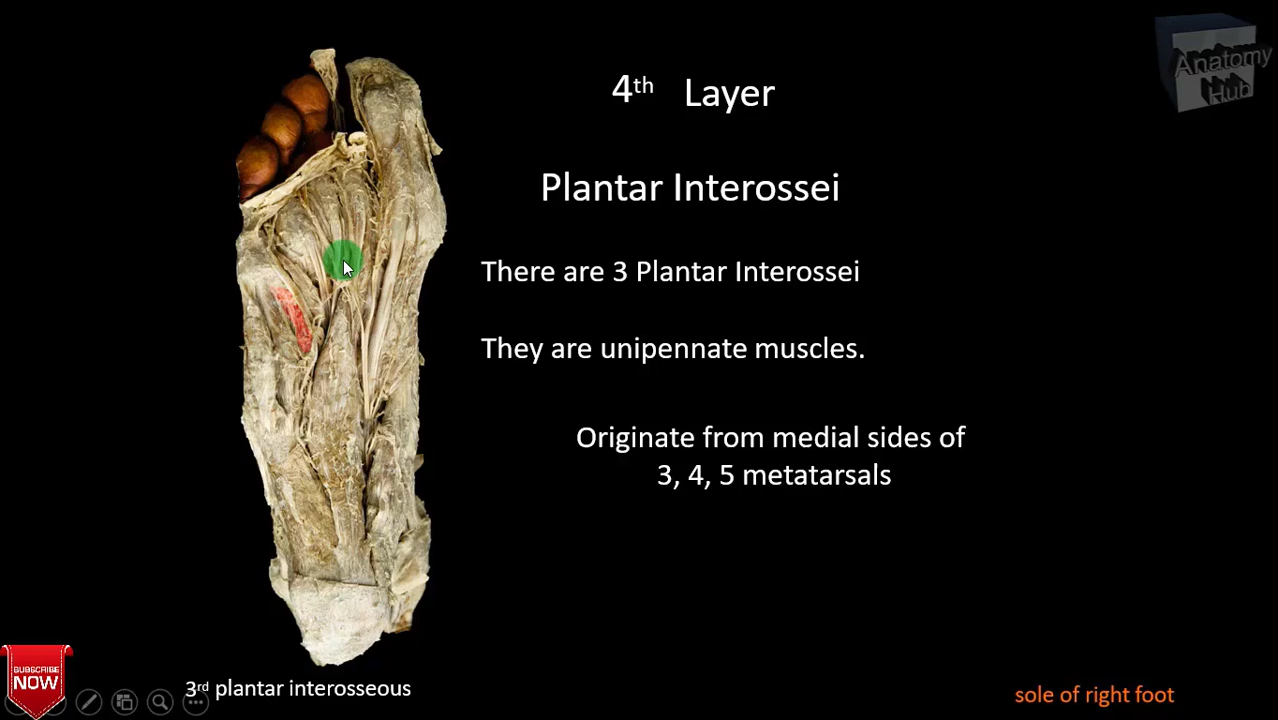 Anatomy
Hub
4th Layer
Plantar Interossei
There are 3 Plantar Interossei
They are unipennate muscles.
Originate from medial sides of
3, 4, 5 metatarsals
SUBSCRIBE
NOW
3rd plantar interosseous
sole of right foot